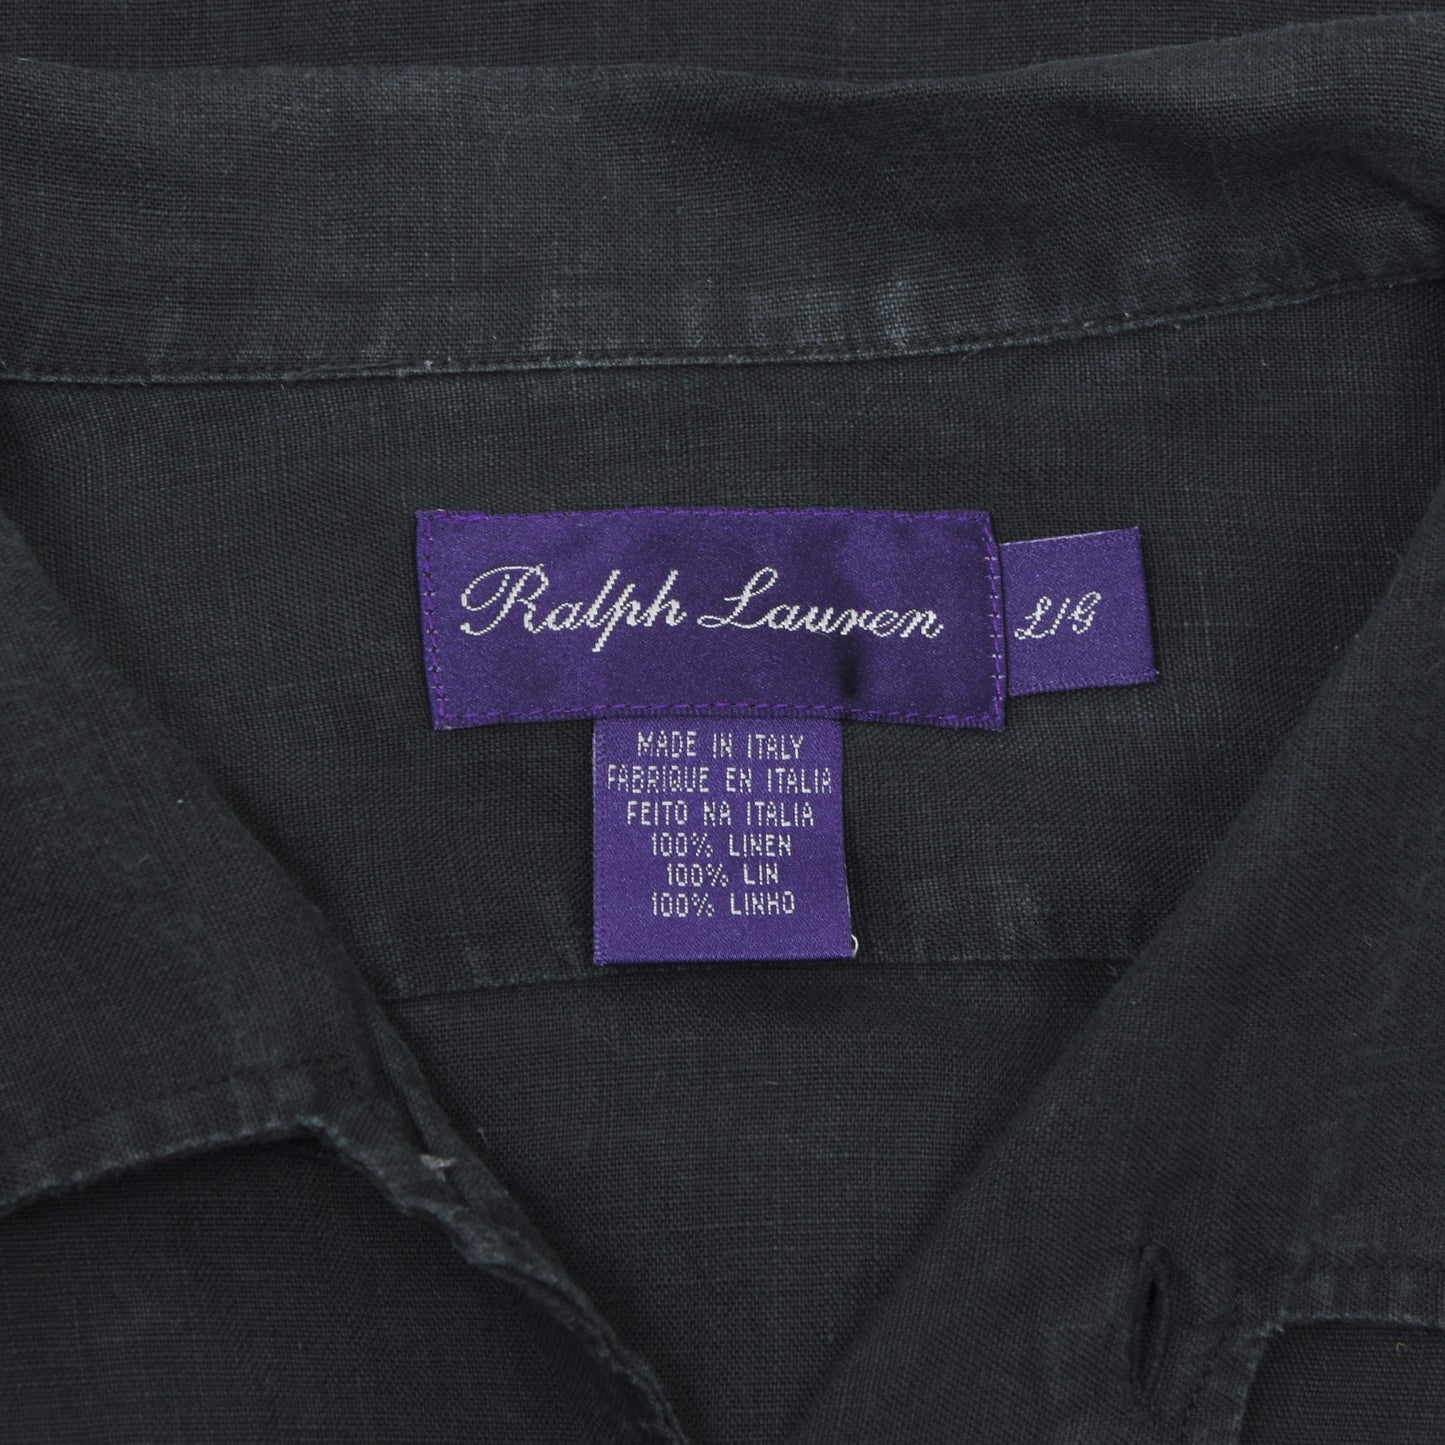 Ralph Lauren
L/G
MADE IN ITALY
FABRIQUE EN ITALIA
FEITO NA ITALIA
100% LINEN
100% LIN
100% LINHO